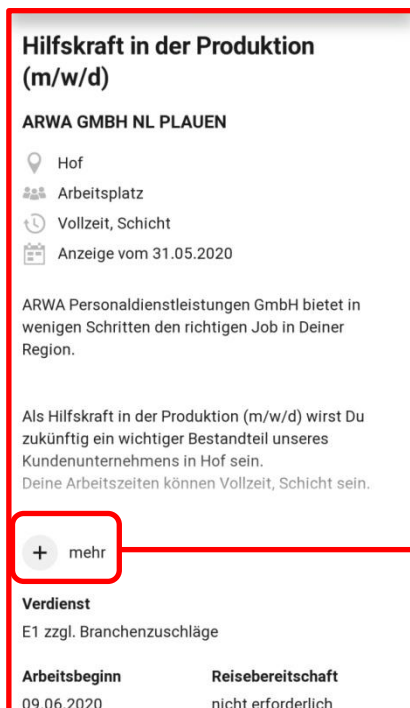 Hilfskraft in der Produktion
(m/w/d)
ARWA GMBH NL PLAUEN
Hof
Arbeitsplatz
Vollzeit, Schicht
Anzeige vom 31.05.2020
ARWA Personaldienstleistungen GmbH bietet in
wenigen Schritten den richtigen Job in Deiner
Region.
Als Hilfskraft in der Produktion (m/w/d) wirst Du
zukünftig ein wichtiger Bestandteil unseres
Kundenunternehmens in Hof sein.
Deine Arbeitszeiten können Vollzeit, Schicht sein.
+ mehr
Verdienst
E1 zzgl. Branchenzuschläge
Arbeitsbeginn Reisebereitschaft
09.06.2020 nicht erforderlich